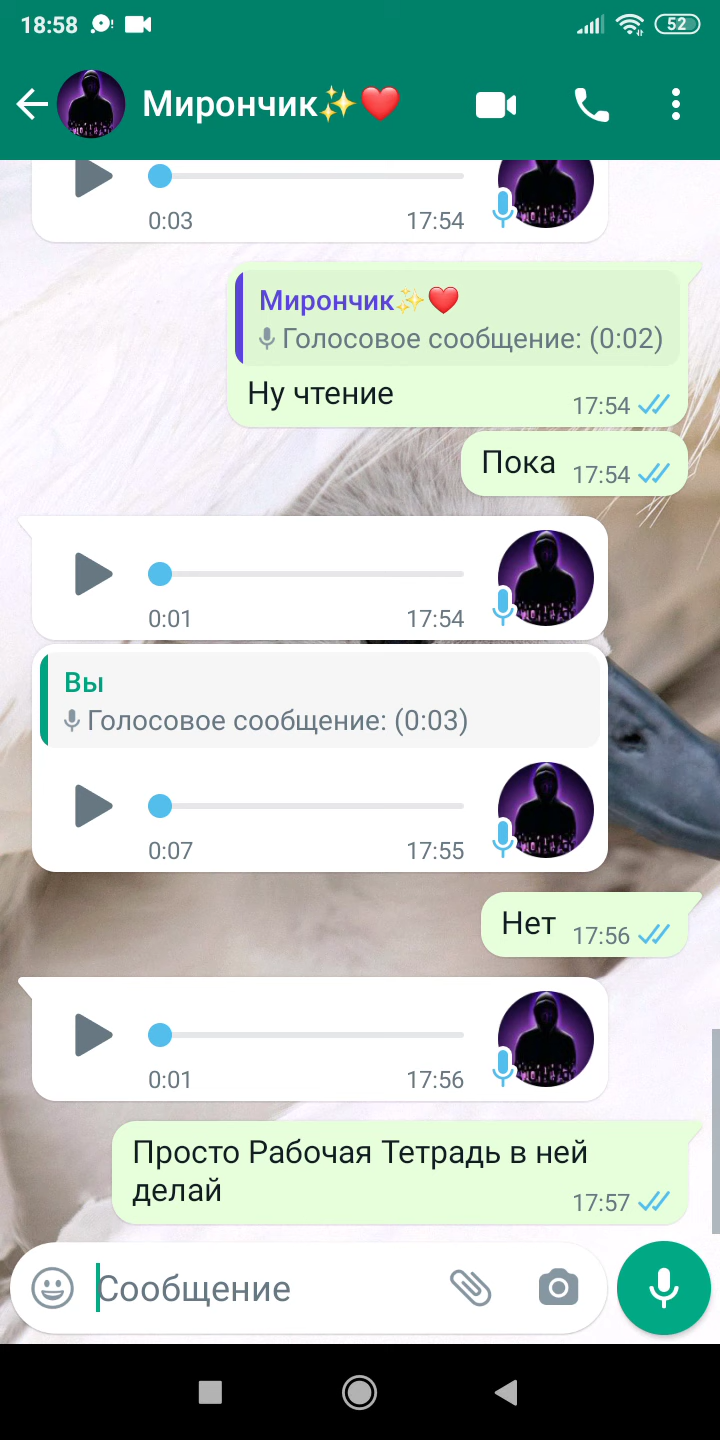 18:58
52
Мирончик✨❤️
0:03 17:54
Мирончик✨❤️
Голосовое сообщение: (0:02)
Ну чтение 17:54
Пока 17:54
0:01 17:54
Вы
Голосовое сообщение: (0:03)
0:07 17:55
Нет 17:56
0:01 17:56
Просто Рабочая Тетрадь в ней
делай 17:57
Сообщение